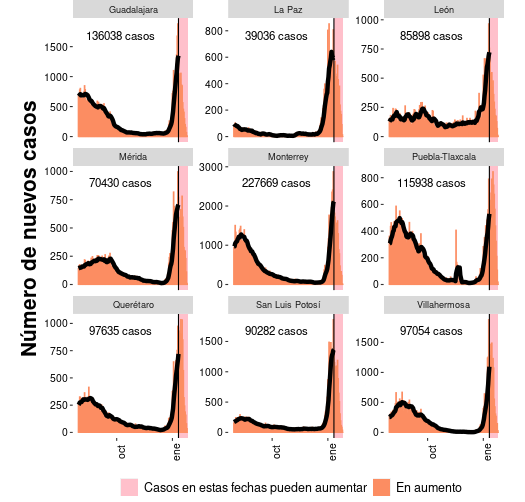 Número de nuevos casos
Guadalajara
La Paz
León
136038 casos
39036 casos
85898 casos
1500
1000
500
0
800
600
400
200
0
1000
750
500
250
0
Mérida
Monterrey
Puebla-Tlaxcala
70430 casos
227669 casos
115938 casos
1000
750
500
250
0
3000
2000
1000
0
800
600
400
200
0
Querétaro
San Luis Potosí
Villahermosa
97635 casos
90282 casos
97054 casos
1000
750
500
250
0
1500
1000
500
0
1500
1000
500
0
oct
ene
oct
ene
oct
ene
Casos en estas fechas pueden aumentar
En aumento